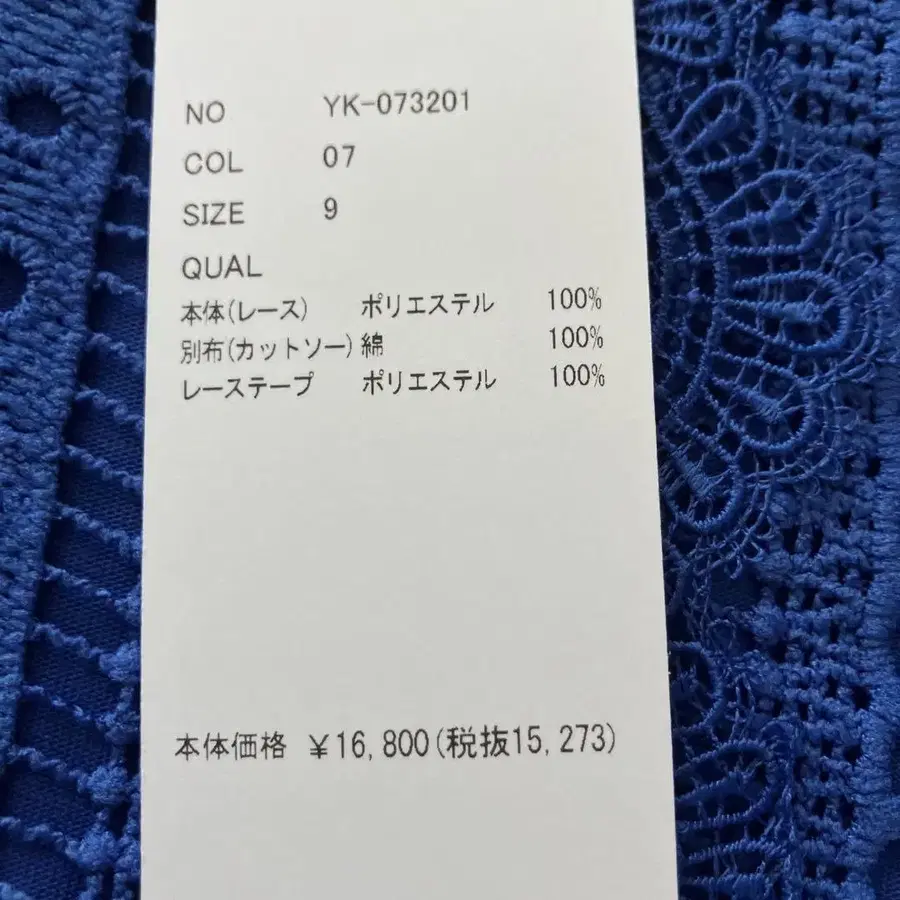 NO YK-073201
COL 07
SIZE 9
QUAL
本体(レース) ポリエステル 100%
別布(カットソー) 綿 100%
レーステープ ポリエステル 100%
本体価格 ¥16,800(税抜15,273)